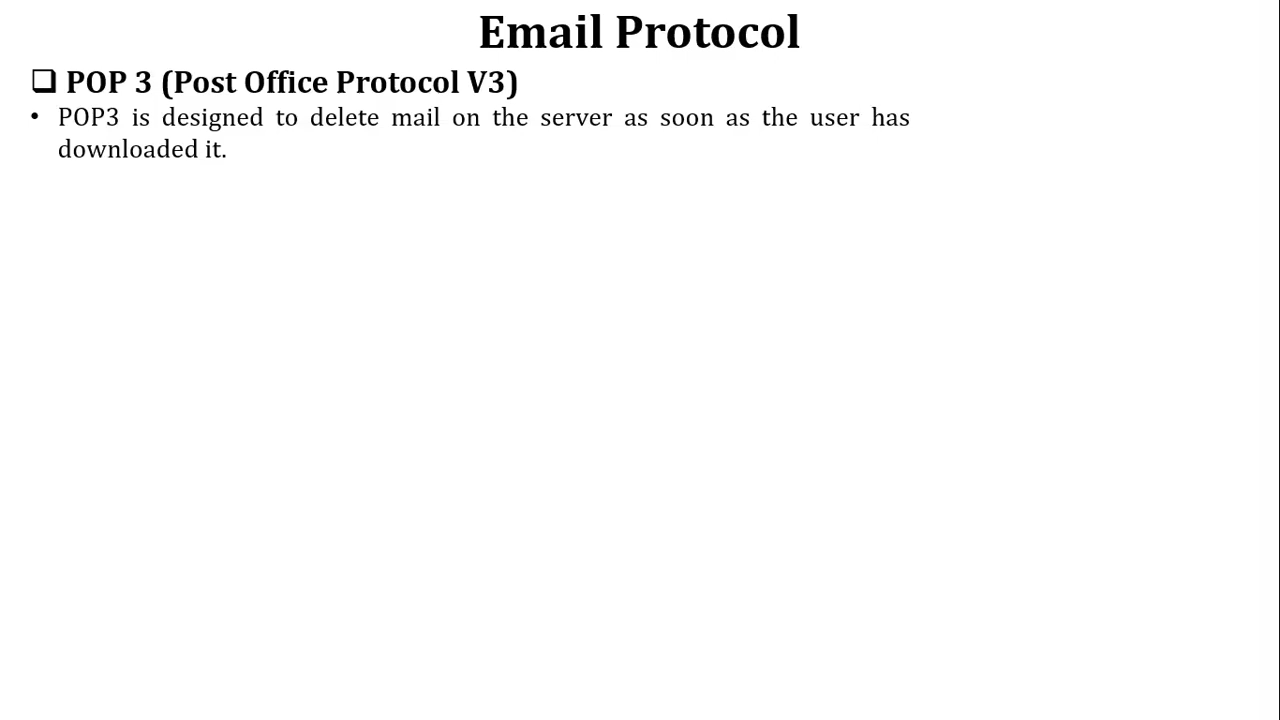 Email Protocol
❑ POP 3 (Post Office Protocol V3)
• POP3 is designed to delete mail on the server as soon as the user has
downloaded it.